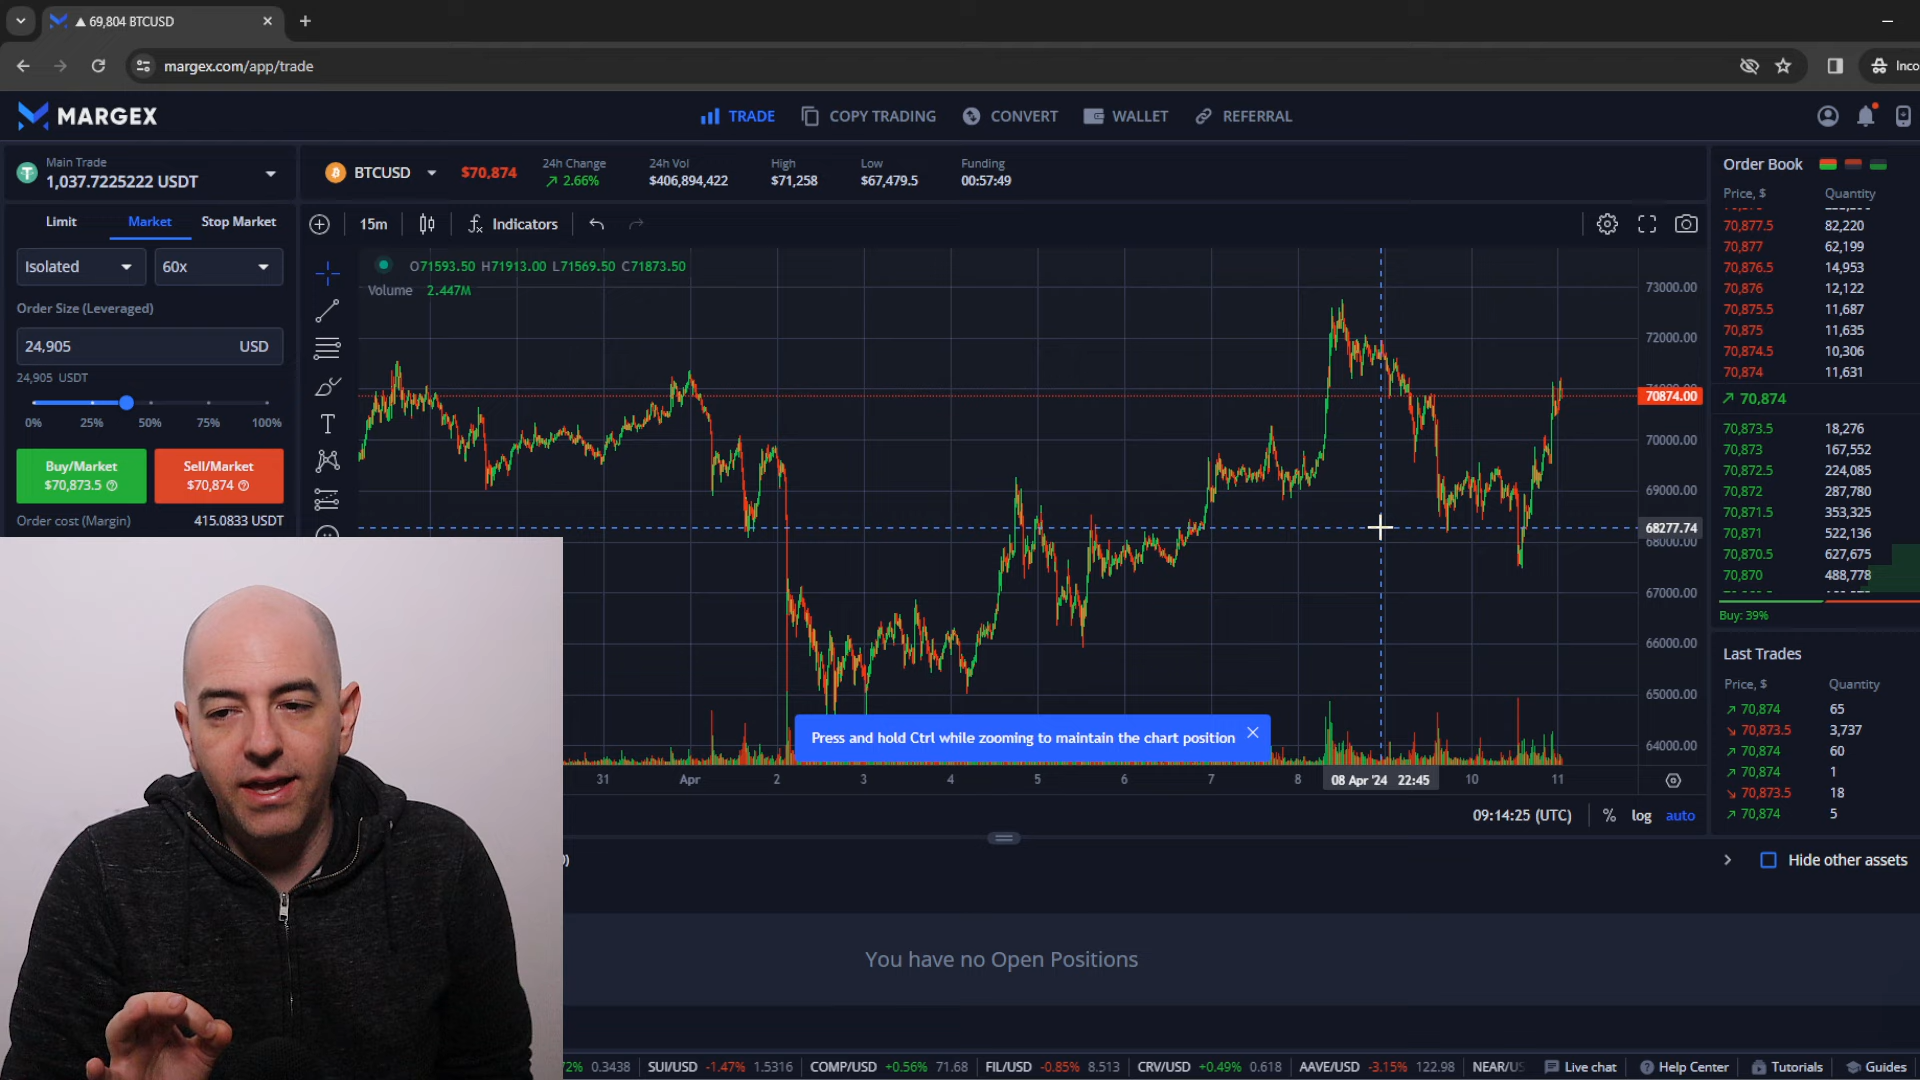 ▲ 69,804 BTCUSD
margex.com/app/trade
Inco
MARGEX
TRADE
COPY TRADING
CONVERT
WALLET
REFERRAL
Main Trade
1,037.7225222 USDT
BTCUSD
$70,874
24h Change
2.66%
24h Vol
$406,894,422
High
$71,258
Low
$67,479.5
Funding
00:57:49
Limit
Market
Stop Market
Isolated
60x
Order Size (Leveraged)
24,905 USD
24,905 USDT
0% 25% 50% 75% 100%
Buy/Market
$70,873.5
Sell/Market
$70,874
Order cost (Margin) 415.0833 USDT
15m
Indicators
O71593.50 H71913.00 L71569.50 C71873.50
Volume 2.447M
73000.00
72000.00
70874.00
70000.00
69000.00
68277.74
68000.00
67000.00
66000.00
65000.00
64000.00
Press and hold Ctrl while zooming to maintain the chart position
31 Apr 2 3 4 5 6 7 8 08 Apr '24 22:45 10 11
09:14:25 (UTC)
%
log
auto
Hide other assets
You have no Open Positions
Order Book
Price, $ Quantity
70,877.5 82,220
70,877 62,199
70,876.5 14,953
70,876 12,122
70,875.5 11,687
70,875 11,635
70,874.5 10,306
70,874 11,631
70,874
70,873.5 18,276
70,873 167,552
70,872.5 224,085
70,872 287,780
70,871.5 353,325
70,871 522,136
70,870.5 627,675
70,870 488,778
Buy: 39%
Last Trades
Price, $ Quantity
70,874 65
70,873.5 3,737
70,874 60
70,874 1
70,873.5 18
70,874 5
2% 0.3438
SUI/USD -1.47% 1.5316
COMP/USD +0.56% 71.68
FIL/USD -0.85% 8.513
CRV/USD +0.49% 0.618
AAVE/USD -3.15% 122.98
NEAR/US
Live chat
Help Center
Tutorials
Guides